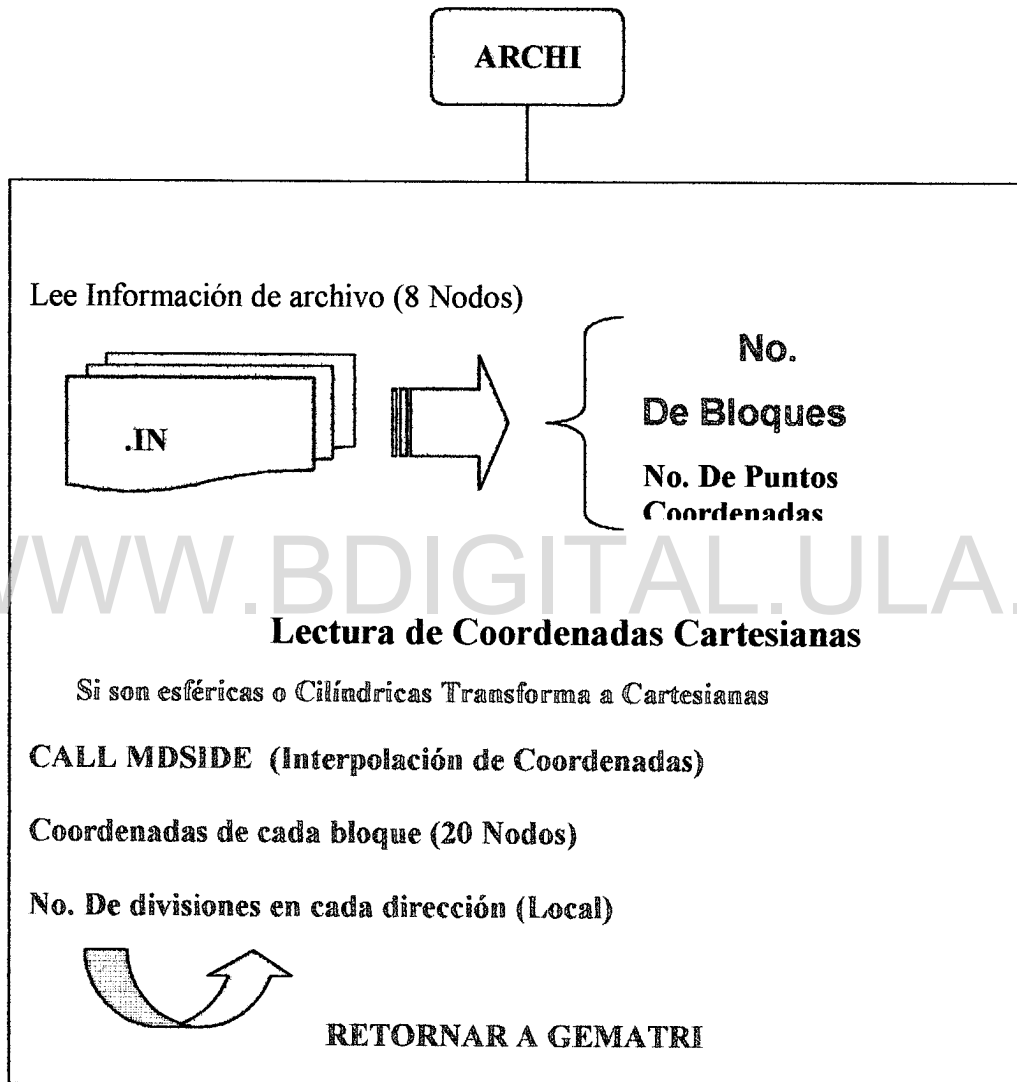 ARCHI
Lee Información de archivo (8 Nodos)
.IN
No.
De Bloques
No. De Puntos
Coordenadas
WWW.BDIGITAL.ULA.
Lectura de Coordenadas Cartesianas
Si son esféricas o Cilíndricas Transforma a Cartesianas
CALL MDSIDE (Interpolación de Coordenadas)
Coordenadas de cada bloque (20 Nodos)
No. De divisiones en cada dirección (Local)
RETORNAR A GEMATRI